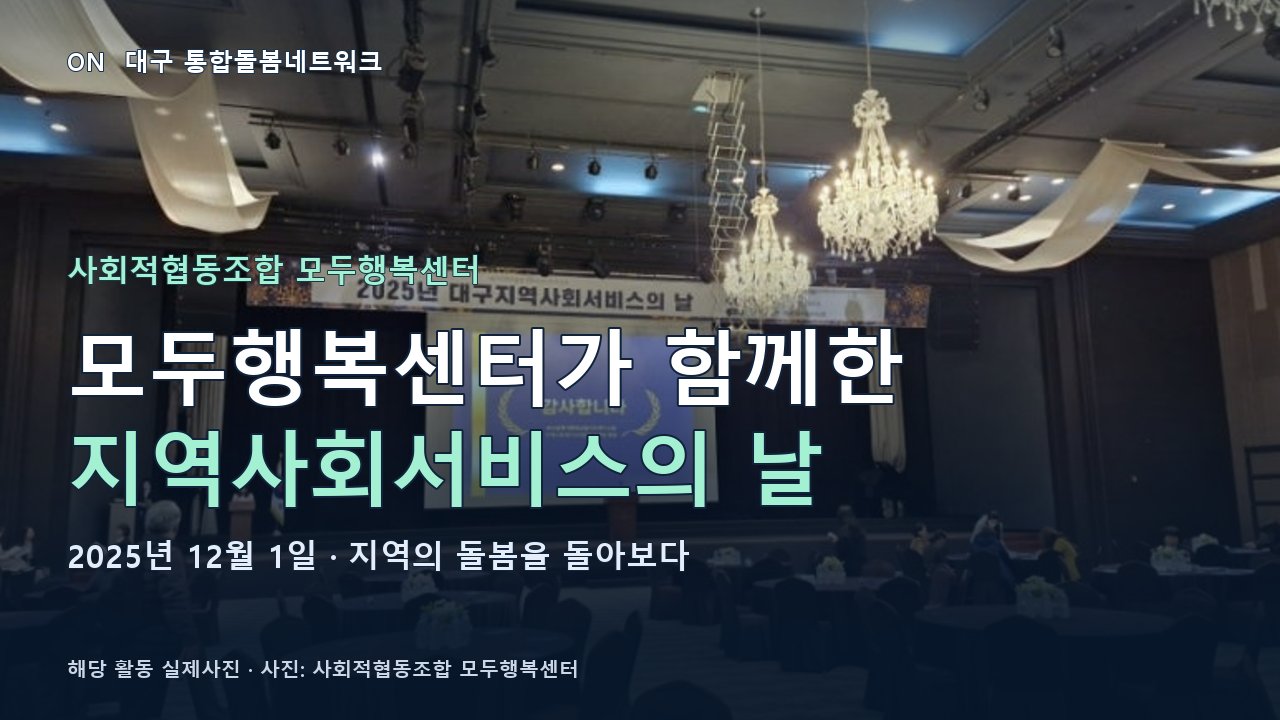 ON 대구 통합돌봄네트워크
사회적협동조합 모두행복센터
2025년 대구지역사회서비스의 날
모두행복센터가 함께한
감사합니다
지역사회서비스의 날
2025년 12월 1일 · 지역의 돌봄을 돌아보다
해당 활동 실제사진 · 사진: 사회적협동조합 모두행복센터